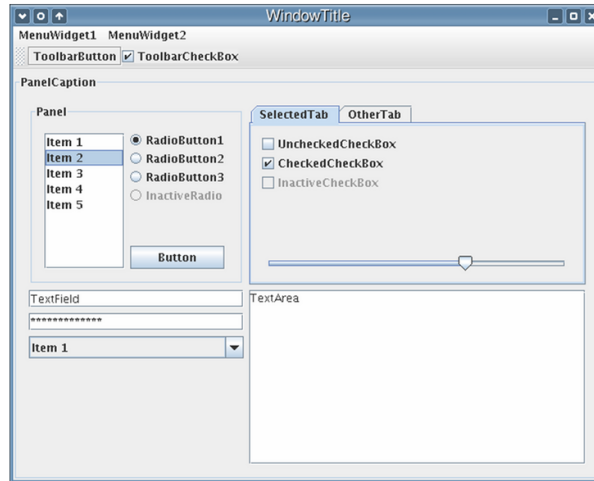 WindowTitle
MenuWidget1 MenuWidget2
ToolbarButton ToolbarCheckBox
PanelCaption
Panel
Item 1
Item 2
Item 3
Item 4
Item 5
RadioButton1
RadioButton2
RadioButton3
InactiveRadio
Button
SelectedTab OtherTab
UncheckedCheckBox
CheckedCheckBox
InactiveCheckBox
TextField
*************
Item 1
TextArea